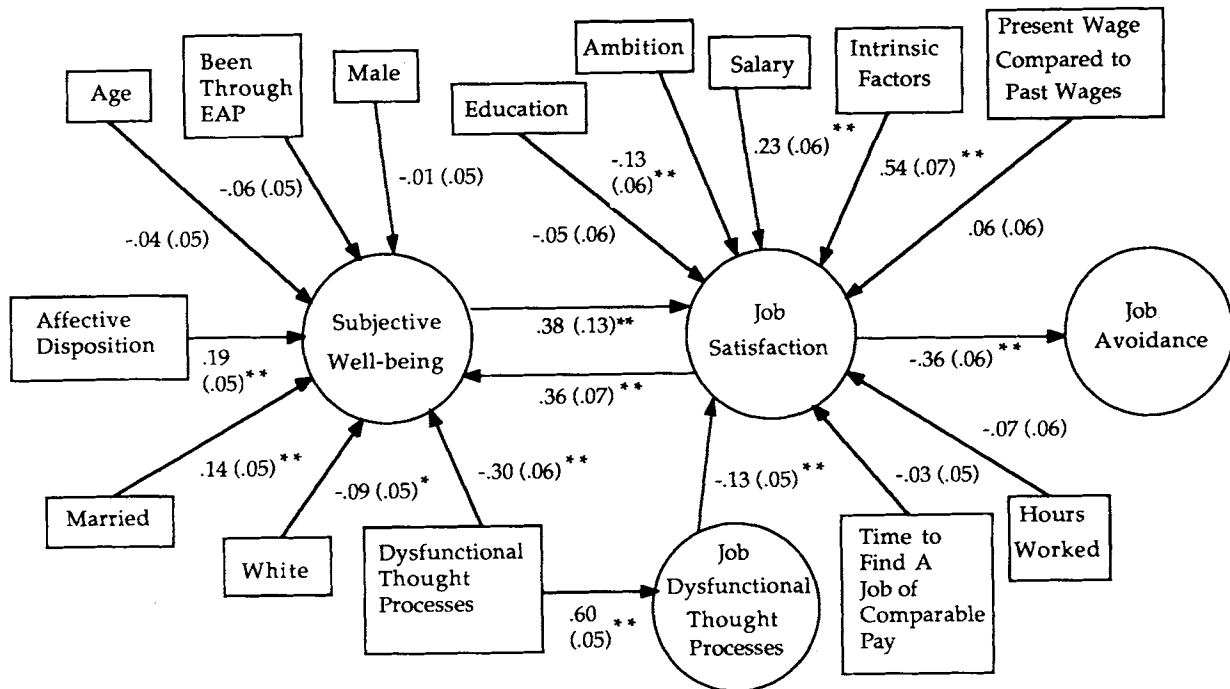 Age
Been
Through
EAP
Male
Education
Ambition
Salary
Intrinsic
Factors
Present Wage
Compared to
Past Wages
-.04 (.05)
-.06 (.05)
-.01 (.05)
-.05 (.06)
-.13
(.06)**
.23 (.06) **
.54 (.07) **
.06 (.06)
Affective
Disposition
.19
(.05)**
Subjective
Well-being
.38 (.13)**
.36 (.07) **
Job
Satisfaction
-.36 (.06) **
Job
Avoidance
Married
.14 (.05) **
White
-.09 (.05)*
-.30 (.06) **
Dysfunctional
Thought
Processes
.60
(.05) **
-.13 (.05) **
Job
Dysfunctional
Thought
Processes
-.03 (.05)
Time to
Find A
Job of
Comparable
Pay
-.07 (.06)
Hours
Worked